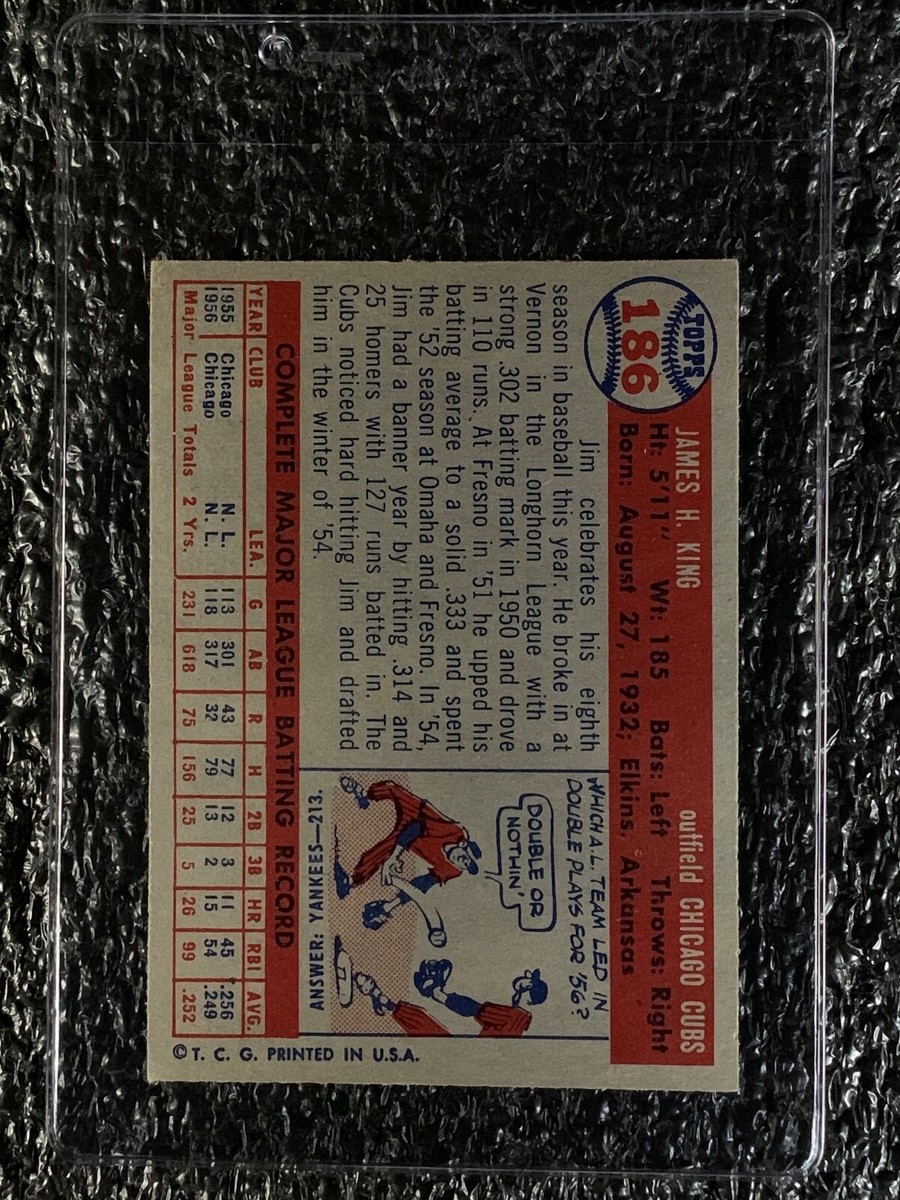 TOPPS
186
JAMES H. KING outfield CHICAGO CUBS
Ht: 5'11" Wt: 185 Bats: Left Throws: Right
Born: August 27, 1932; Elkins, Arkansas
Jim celebrates his eighth
season in baseball this year. He broke in at
Vernon in the Longhorn League with a
strong .302 batting mark in 1950 and drove
in 110 runs. At Fresno in '51 he upped his
batting average to a solid .333 and spent
the '52 season at Omaha and Fresno. In '54,
Jim had a banner year by hitting .314 and
25 homers with 127 runs batted in. The
Cubs noticed hard hitting Jim and drafted
him in the winter of '54.
WHICH A.L. TEAM LED IN
DOUBLE PLAYS FOR '56?
DOUBLE OR
NOTHIN'
ANSWER: YANKEES—213.
COMPLETE MAJOR LEAGUE BATTING RECORD
YEAR CLUB LEA. G AB R H 2B 3B HR RBI AVG.
1955 Chicago N. L. 113 301 43 77 12 3 11 45 .256
1956 Chicago N. L. 118 317 32 79 13 2 15 54 .249
Major League Totals 2 Yrs. 231 618 75 156 25 5 26 99 .252
© T. C. G. PRINTED IN U.S.A.